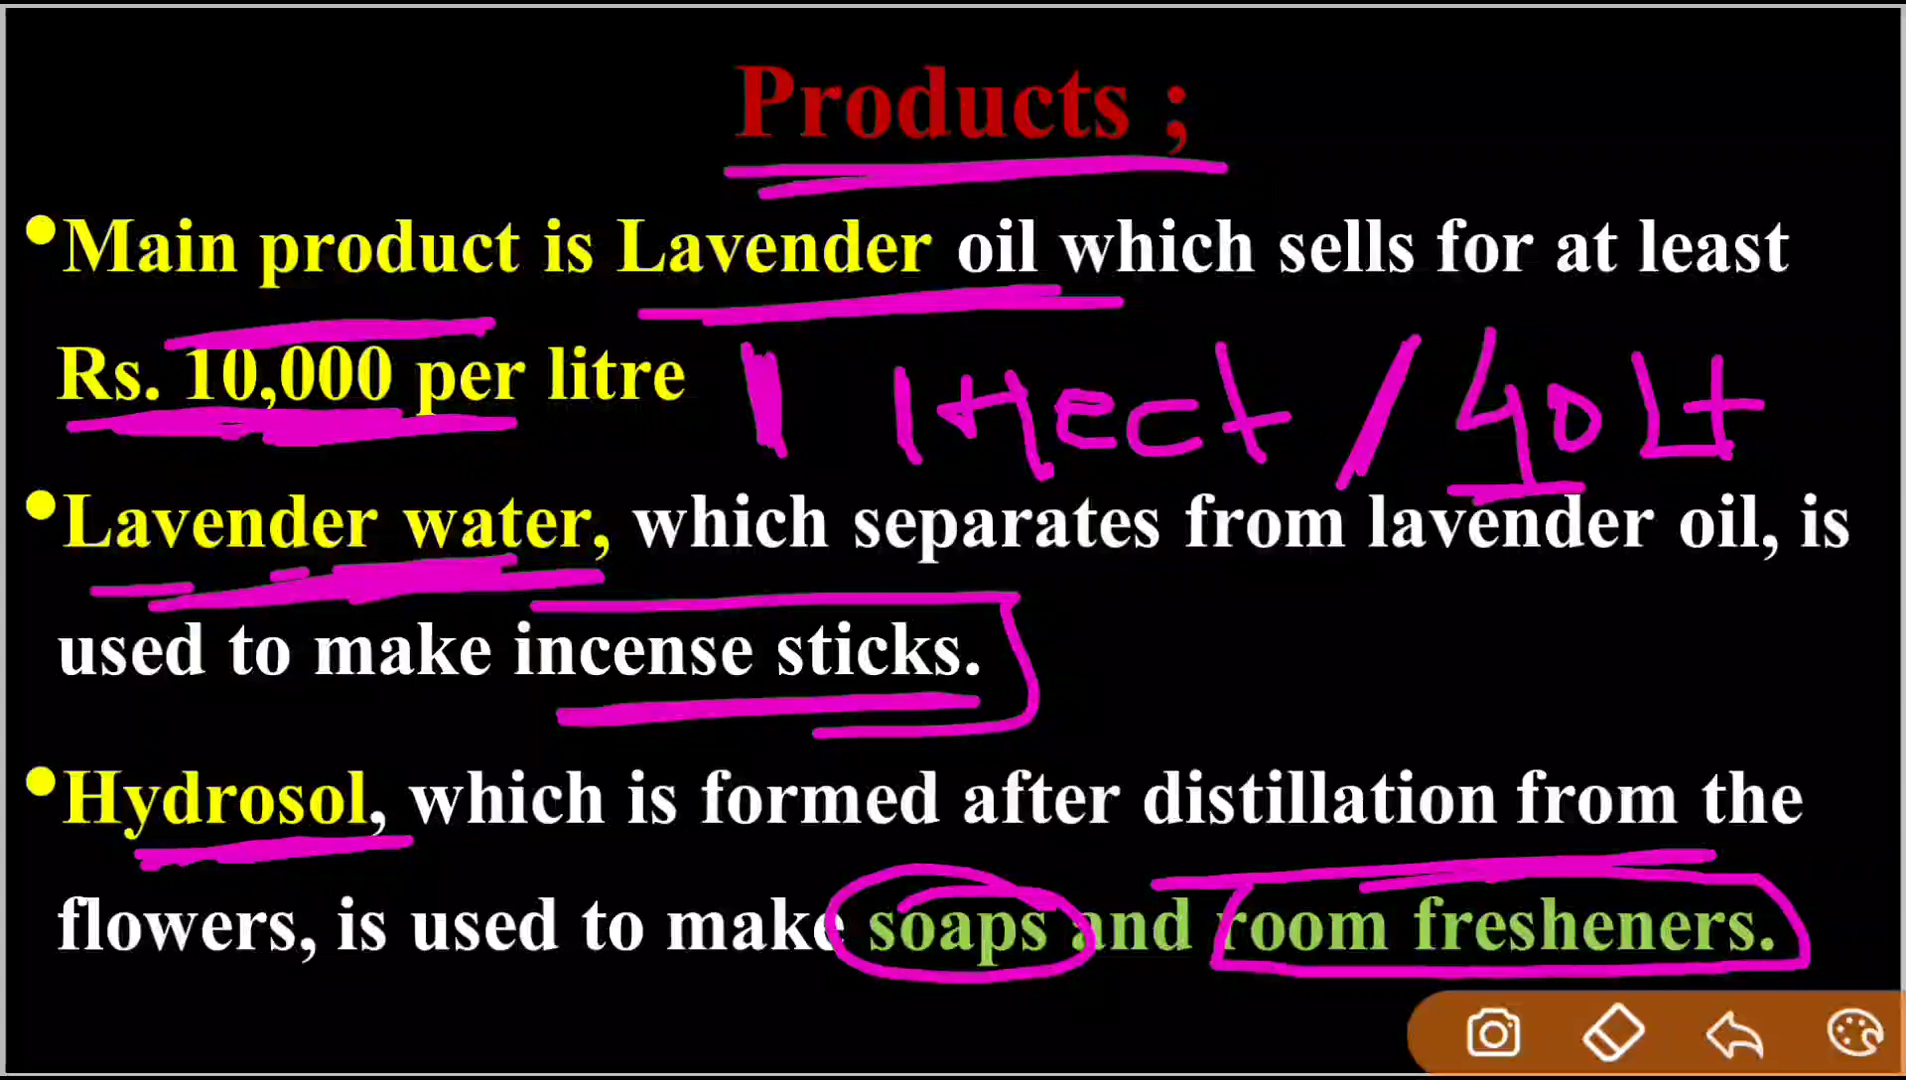 Products ;
•Main product is Lavender oil which sells for at least
Rs. 10,000 per litre
1 Hect / 40 Lt
•Lavender water, which separates from lavender oil, is
used to make incense sticks.
•Hydrosol, which is formed after distillation from the
flowers, is used to make soaps and room fresheners.